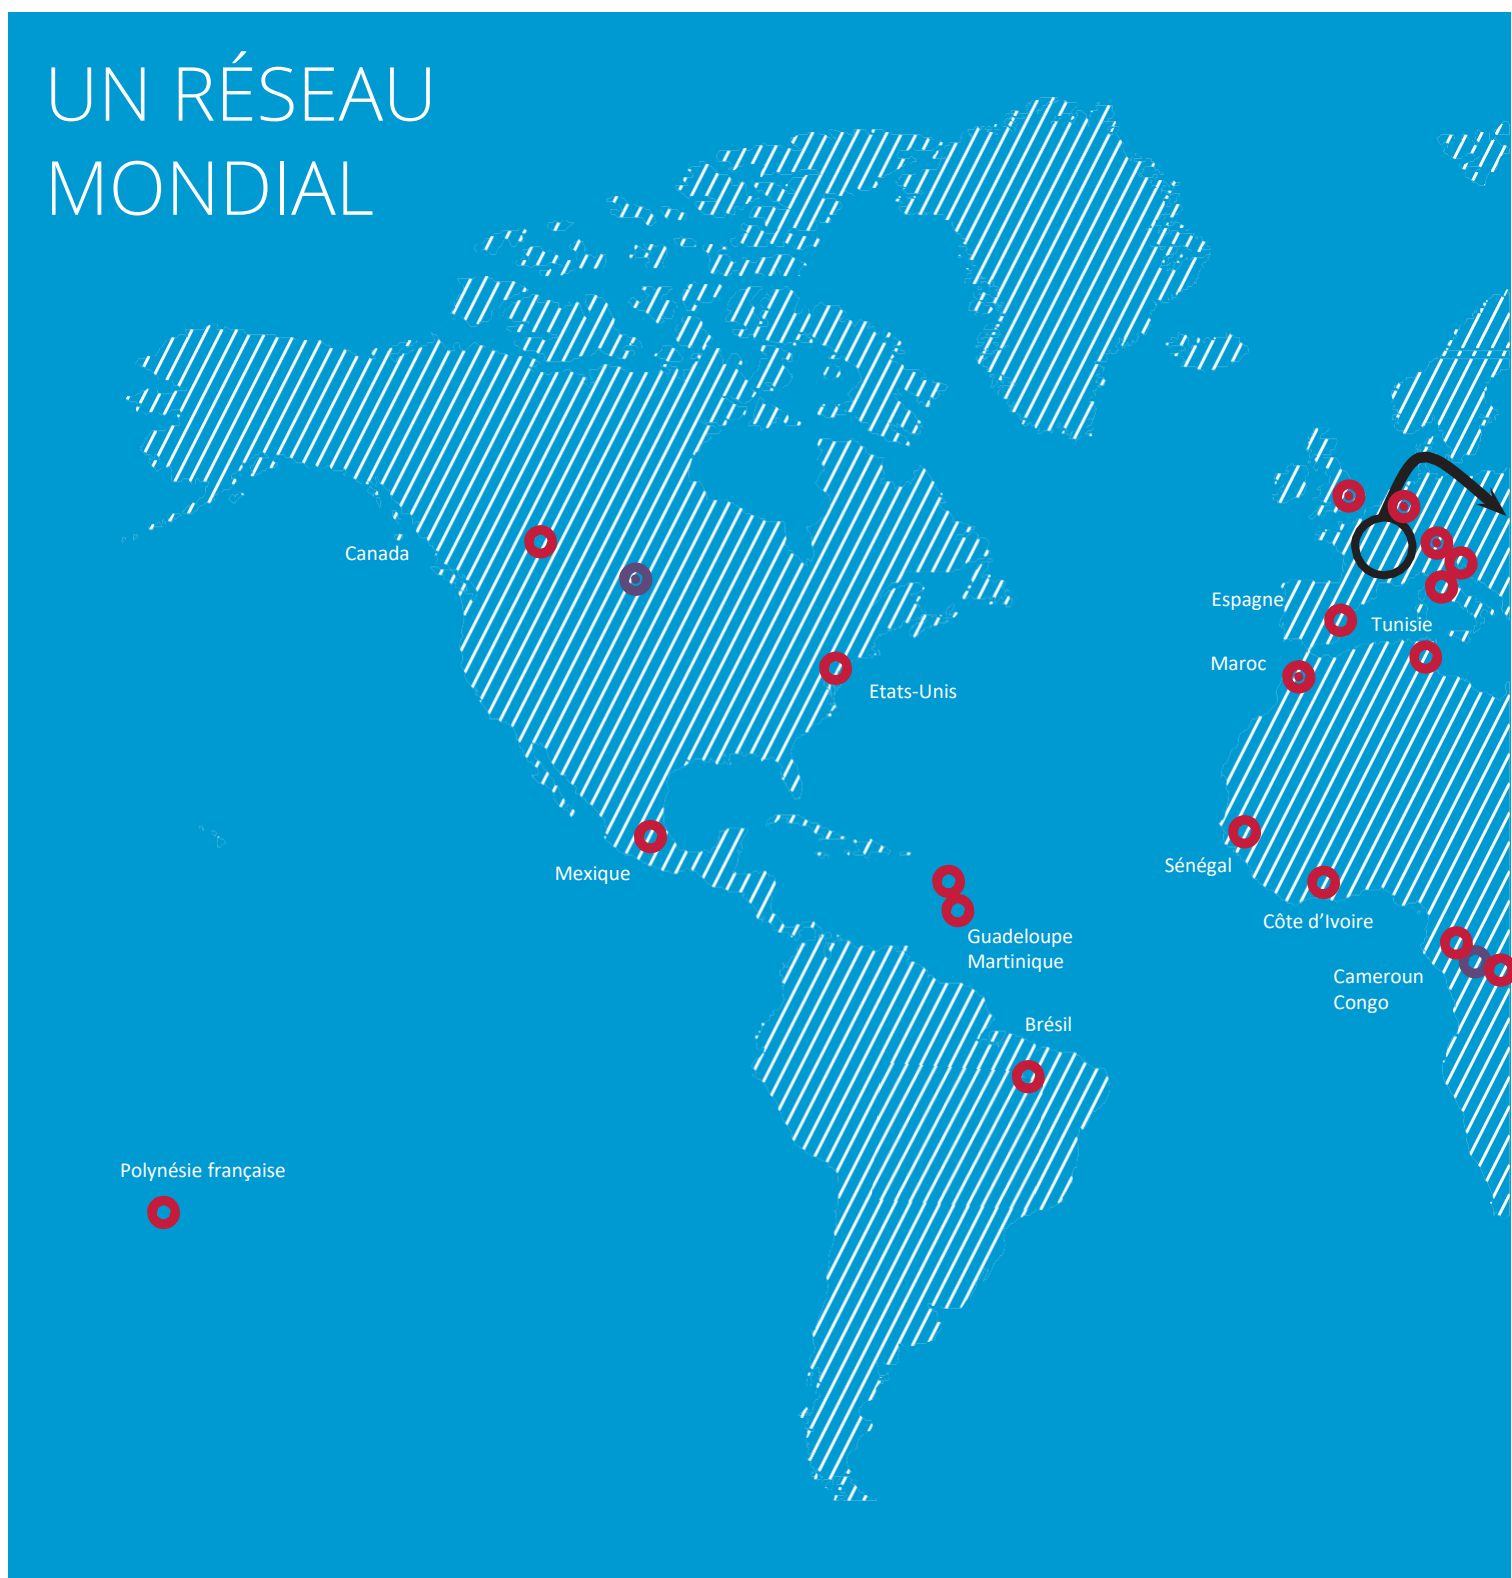 UN RÉSEAU
MONDIAL
Canada
Espagne
Tunisie
Maroc
Etats-Unis
Mexique
Sénégal
Côte d'Ivoire
Guadeloupe
Martinique
Cameroun
Congo
Brésil
Polynésie française